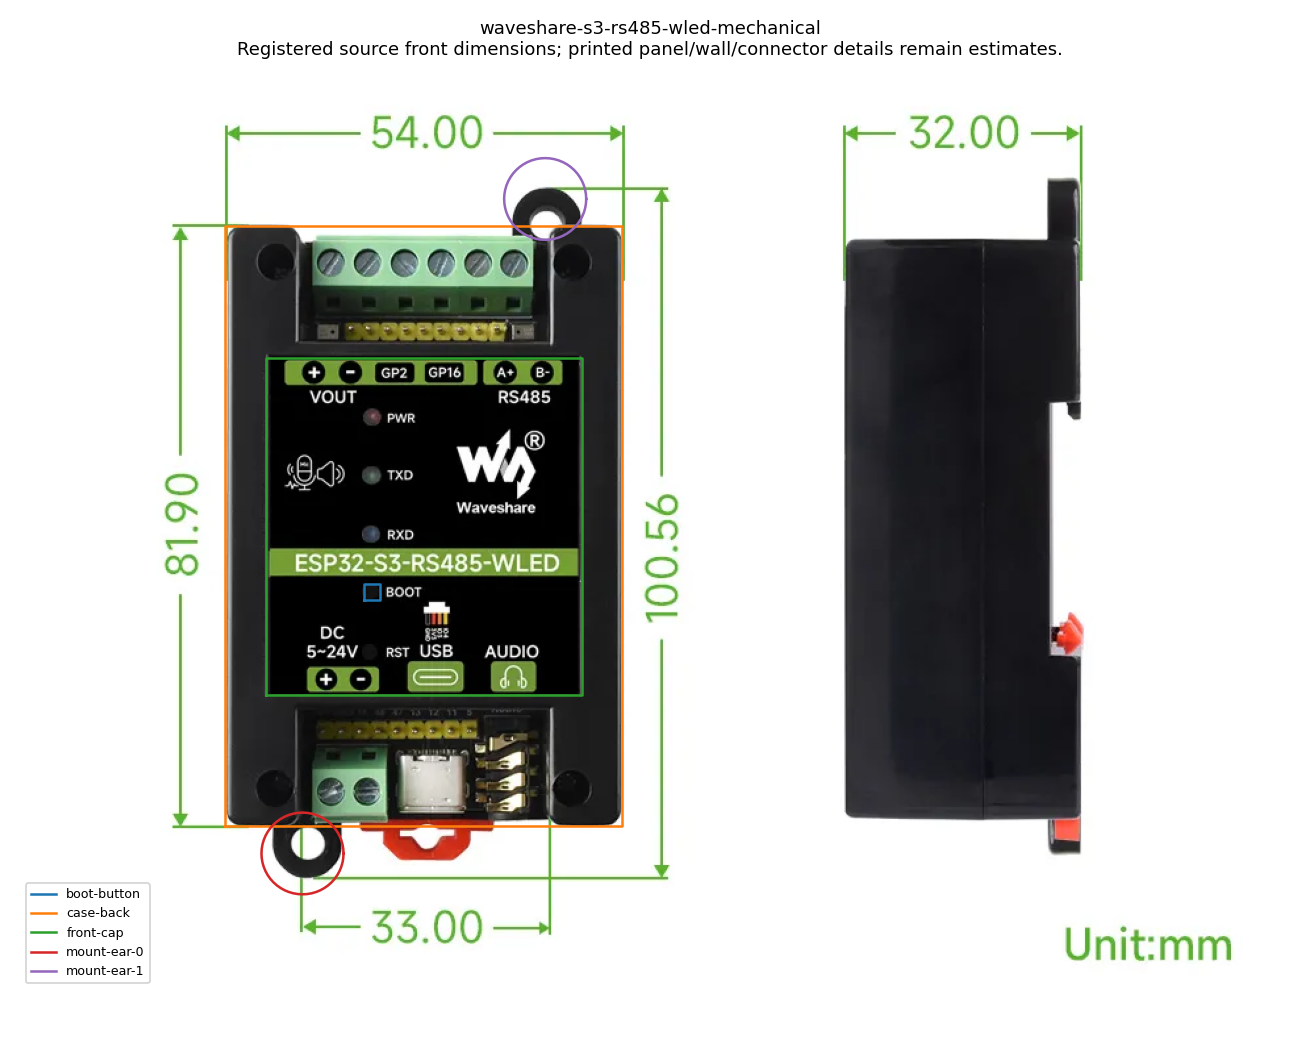 waveshare-s3-rs485-wled-mechanical
Registered source front dimensions; printed panel/wall/connector details remain estimates.
54.00
32.00
81.90
100.56
+ - GP2 GP16 A+ B-
VOUT RS485
PWR
®
TXD
Waveshare
RXD
ESP32-S3-RS485-WLED
BOOT
DC
5~24V RST USB AUDIO
+ -
33.00
Unit:mm
boot-button
case-back
front-cap
mount-ear-0
mount-ear-1